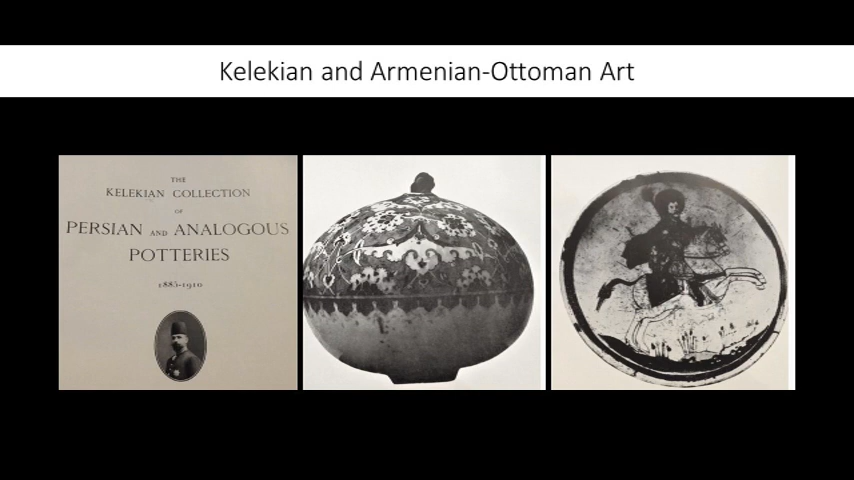 Kelekian and Armenian-Ottoman Art
THE
KELEKIAN COLLECTION
OF
PERSIAN AND ANALOGOUS
POTTERIES
1885-1910